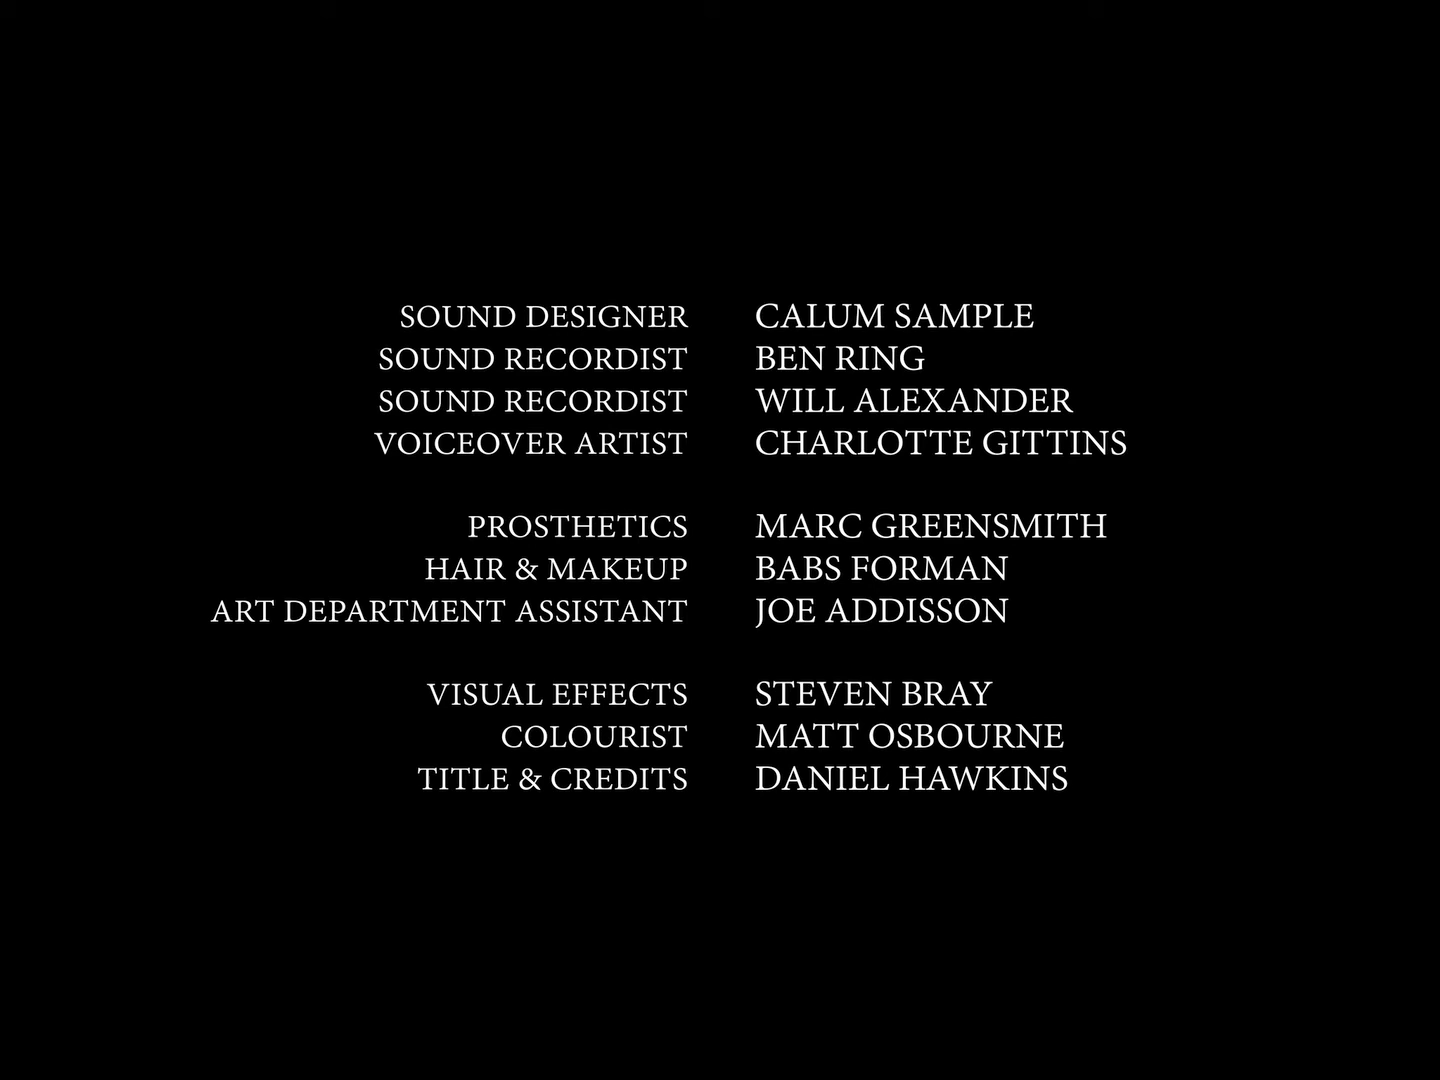 SOUND DESIGNER CALUM SAMPLE
SOUND RECORDIST BEN RING
SOUND RECORDIST WILL ALEXANDER
VOICEOVER ARTIST CHARLOTTE GITTINS
PROSTHETICS MARC GREENSMITH
HAIR & MAKEUP BABS FORMAN
ART DEPARTMENT ASSISTANT JOE ADDISSON
VISUAL EFFECTS STEVEN BRAY
COLOURIST MATT OSBOURNE
TITLE & CREDITS DANIEL HAWKINS